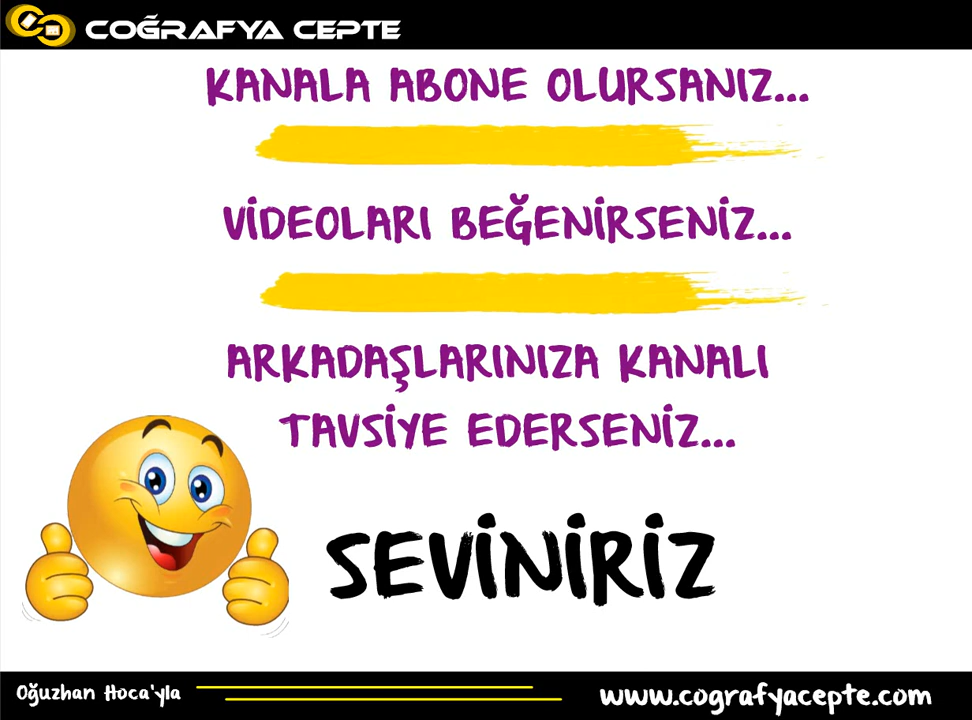 COĞRAFYA CEPTE
KANALA ABONE OLURSANIZ...
VİDEOLARI BEĞENİRSENİZ...
ARKADAŞLARINIZA KANALI
TAVSİYE EDERSENİZ...
SEVİNİRİZ
Oğuzhan Hoca'yla
www.cografyacepte.com